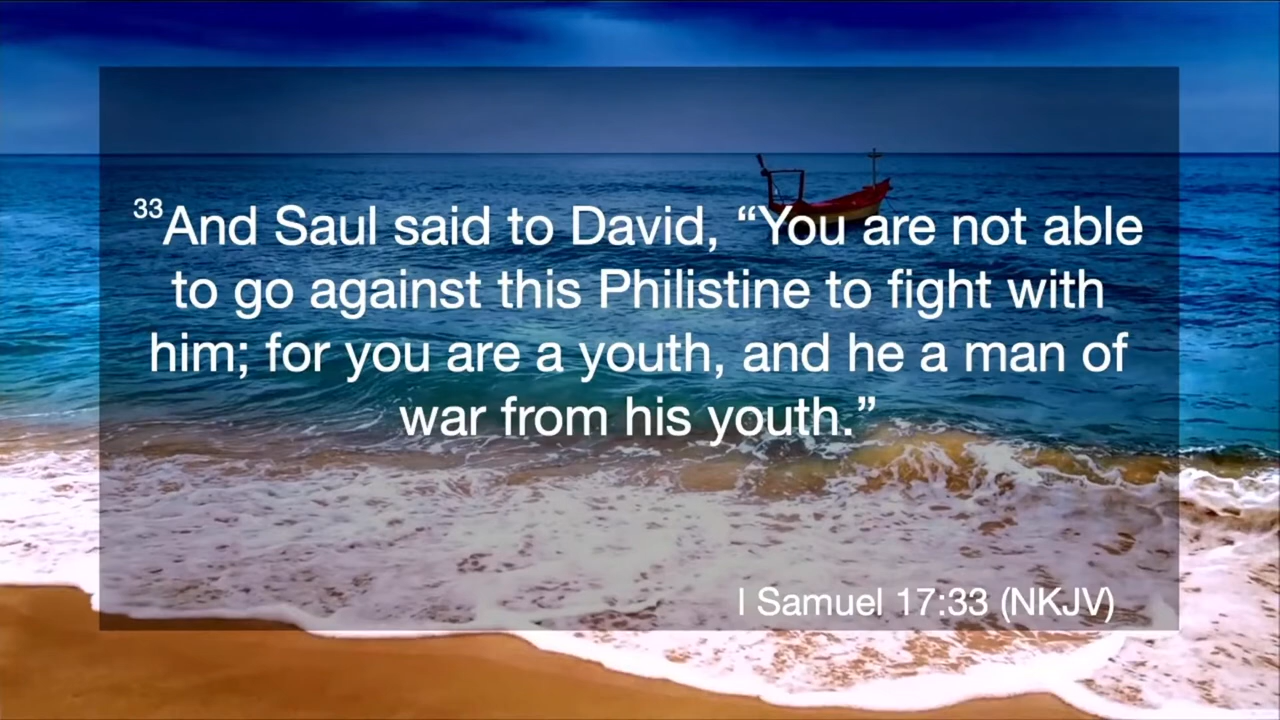 33And Saul said to David, “You are not able
to go against this Philistine to fight with
him; for you are a youth, and he a man of
war from his youth.”
I Samuel 17:33 (NKJV)